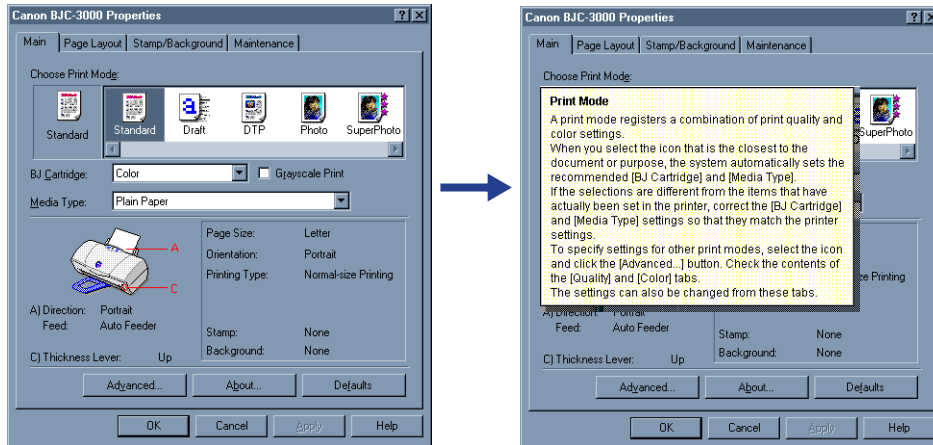 Canon BJC-3000 Properties
Main Page Layout Stamp/Background Maintenance
Choose Print Mode:
Standard
Standard Draft DTP Photo SuperPhoto
BJ Cartridge: Color Grayscale Print
Media Type: Plain Paper
A
C
Page Size: Letter
Orientation: Portrait
Printing Type: Normal-size Printing
A) Direction: Portrait
Feed: Auto Feeder
Stamp: None
Background: None
C) Thickness Lever: Up
Advanced... About... Defaults
OK Cancel Apply Help
Canon BJC-3000 Properties
Main Page Layout Stamp/Background Maintenance
Choose Print Mode:
Print Mode
A print mode registers a combination of print quality and
color settings.
When you select the icon that is the closest to the
document or purpose, the system automatically sets the
recommended [BJ Cartridge] and [Media Type].
If the selections are different from the items that have
actually been set in the printer, correct the [BJ Cartridge]
and [Media Type] settings so that they match the printer
settings.
To specify settings for other print modes, select the icon
and click the [Advanced...] button. Check the contents of
the [Quality] and [Color] tabs.
The settings can also be changed from these tabs.
SuperPhoto
ze Printing
A) Direction: Portrait
Feed: Auto Feeder
Stamp: None
Background: None
C) Thickness Lever: Up
Advanced... About... Defaults
OK Cancel Apply Help